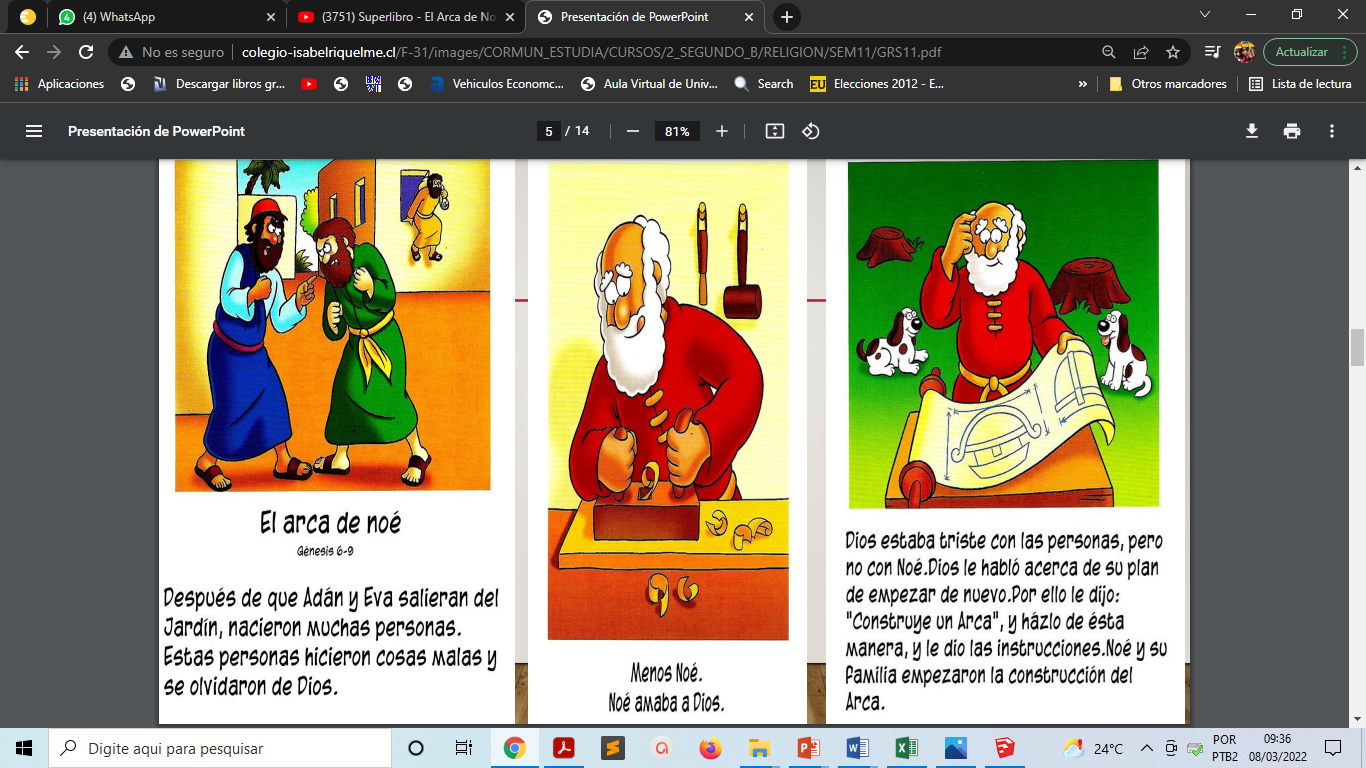 (4) WhatsApp
(3751) Superlibro - El Arca de No
Presentación de PowerPoint
No es seguro
colegio-isabelriquelme.cl/F-31/images/CORMUN_ESTUDIA/CURSOS/2_SEGUNDO_B/RELIGION/SEM11/GRS11.pdf
Actualizar
Aplicaciones
Descargar libros gr...
Vehiculos Economc...
Aula Virtual de Univ...
Search
EU Elecciones 2012 - E...
»
Otros marcadores
Lista de lectura
Presentación de PowerPoint
5 / 14
81%
El arca de noé
Génesis 6-9
Después de que Adán y Eva salieran del
Jardín, nacieron muchas personas.
Estas personas hicieron cosas malas y
se olvidaron de Dios.
Menos Noé.
Noé amaba a Dios.
Dios estaba triste con las personas, pero
no con Noé.Dios le habló acerca de su plan
de empezar de nuevo.Por ello le dijo:
"Construye un Arca", y házlo de ésta
manera, y le dio las instrucciones.Noé y su
familia empezaron la construcción del
Arca.
Digite aqui para pesquisar
24°C
POR
PTB2
09:36
08/03/2022